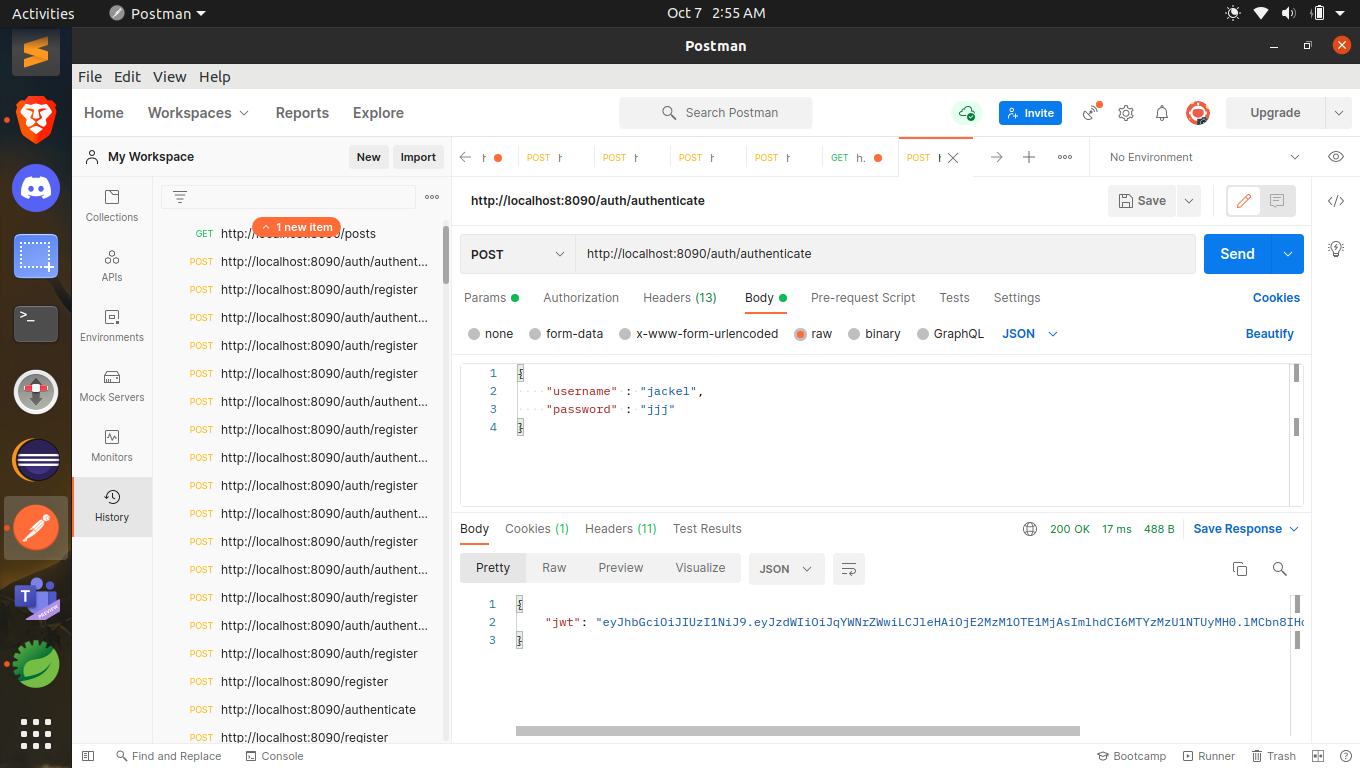 Activities Postman Oct 7 2:55 AM
Postman
File Edit View Help
Home Workspaces Reports Explore Search Postman Invite Upgrade
My Workspace New Import
POST
POST
POST
POST
GET h.
POST
No Environment
Collections
APIs
Environments
Mock Servers
Monitors
History
1 new item
GET http://localhost:8090/posts
POST http://localhost:8090/auth/authent...
POST http://localhost:8090/auth/register
POST http://localhost:8090/auth/authent...
POST http://localhost:8090/auth/register
POST http://localhost:8090/auth/register
POST http://localhost:8090/auth/authent...
POST http://localhost:8090/auth/register
POST http://localhost:8090/auth/authent...
POST http://localhost:8090/auth/register
POST http://localhost:8090/auth/authent...
POST http://localhost:8090/auth/register
POST http://localhost:8090/auth/authent...
POST http://localhost:8090/auth/register
POST http://localhost:8090/auth/authent...
POST http://localhost:8090/auth/register
POST http://localhost:8090/register
POST http://localhost:8090/authenticate
POST http://localhost:8090/register
http://localhost:8090/auth/authenticate
Save
POST http://localhost:8090/auth/authenticate Send
Params Authorization Headers (13) Body Pre-request Script Tests Settings Cookies
none form-data x-www-form-urlencoded raw binary GraphQL JSON Beautify
1 {
2 "username" : "jackel",
3 "password" : "jjj"
4 }
Body Cookies (1) Headers (11) Test Results 200 OK 17 ms 488 B Save Response
Pretty Raw Preview Visualize JSON
1 {
2 "jwt": "eyJhbGciOiJIUzI1NiJ9.eyJzdWIiOiJqYWNrZWwiLCJleHAiOjE2MzM1OTE1MjAsImlhdCI6MTYzMzU1NTUyMH0.lMCbn8IHc
3 }
Find and Replace Console Bootcamp Runner Trash